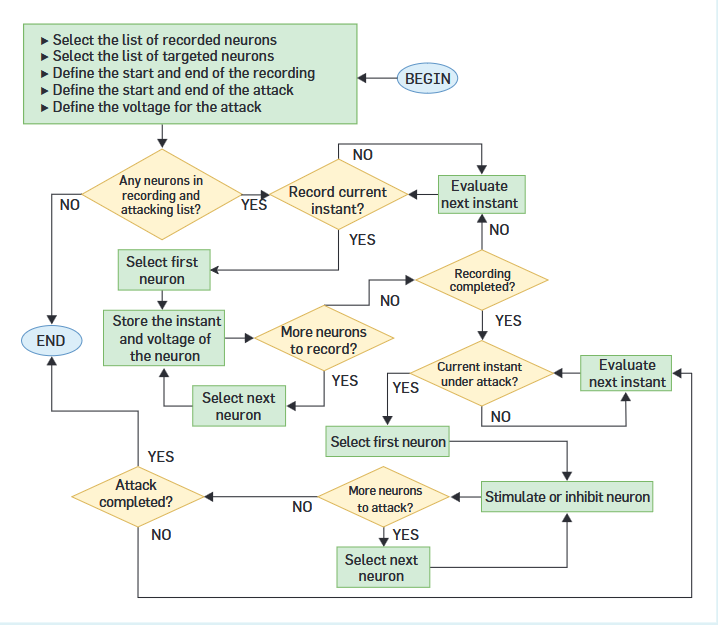 ► Select the list of recorded neurons
► Select the list of targeted neurons
► Define the start and end of the recording
► Define the start and end of the attack
► Define the voltage for the attack
BEGIN
NO
Any neurons in
recording and
attacking list?
NO
YES
Record current
instant?
Evaluate
next instant
YES
NO
Select first
neuron
Recording
completed?
NO
YES
END
Store the instant
and voltage of
the neuron
More neurons
to record?
Current instant
under attack?
Evaluate
next instant
YES
YES
NO
Select next
neuron
Select first neuron
YES
Attack
completed?
NO
More neurons
to attack?
Stimulate or inhibit neuron
NO
YES
Select next
neuron